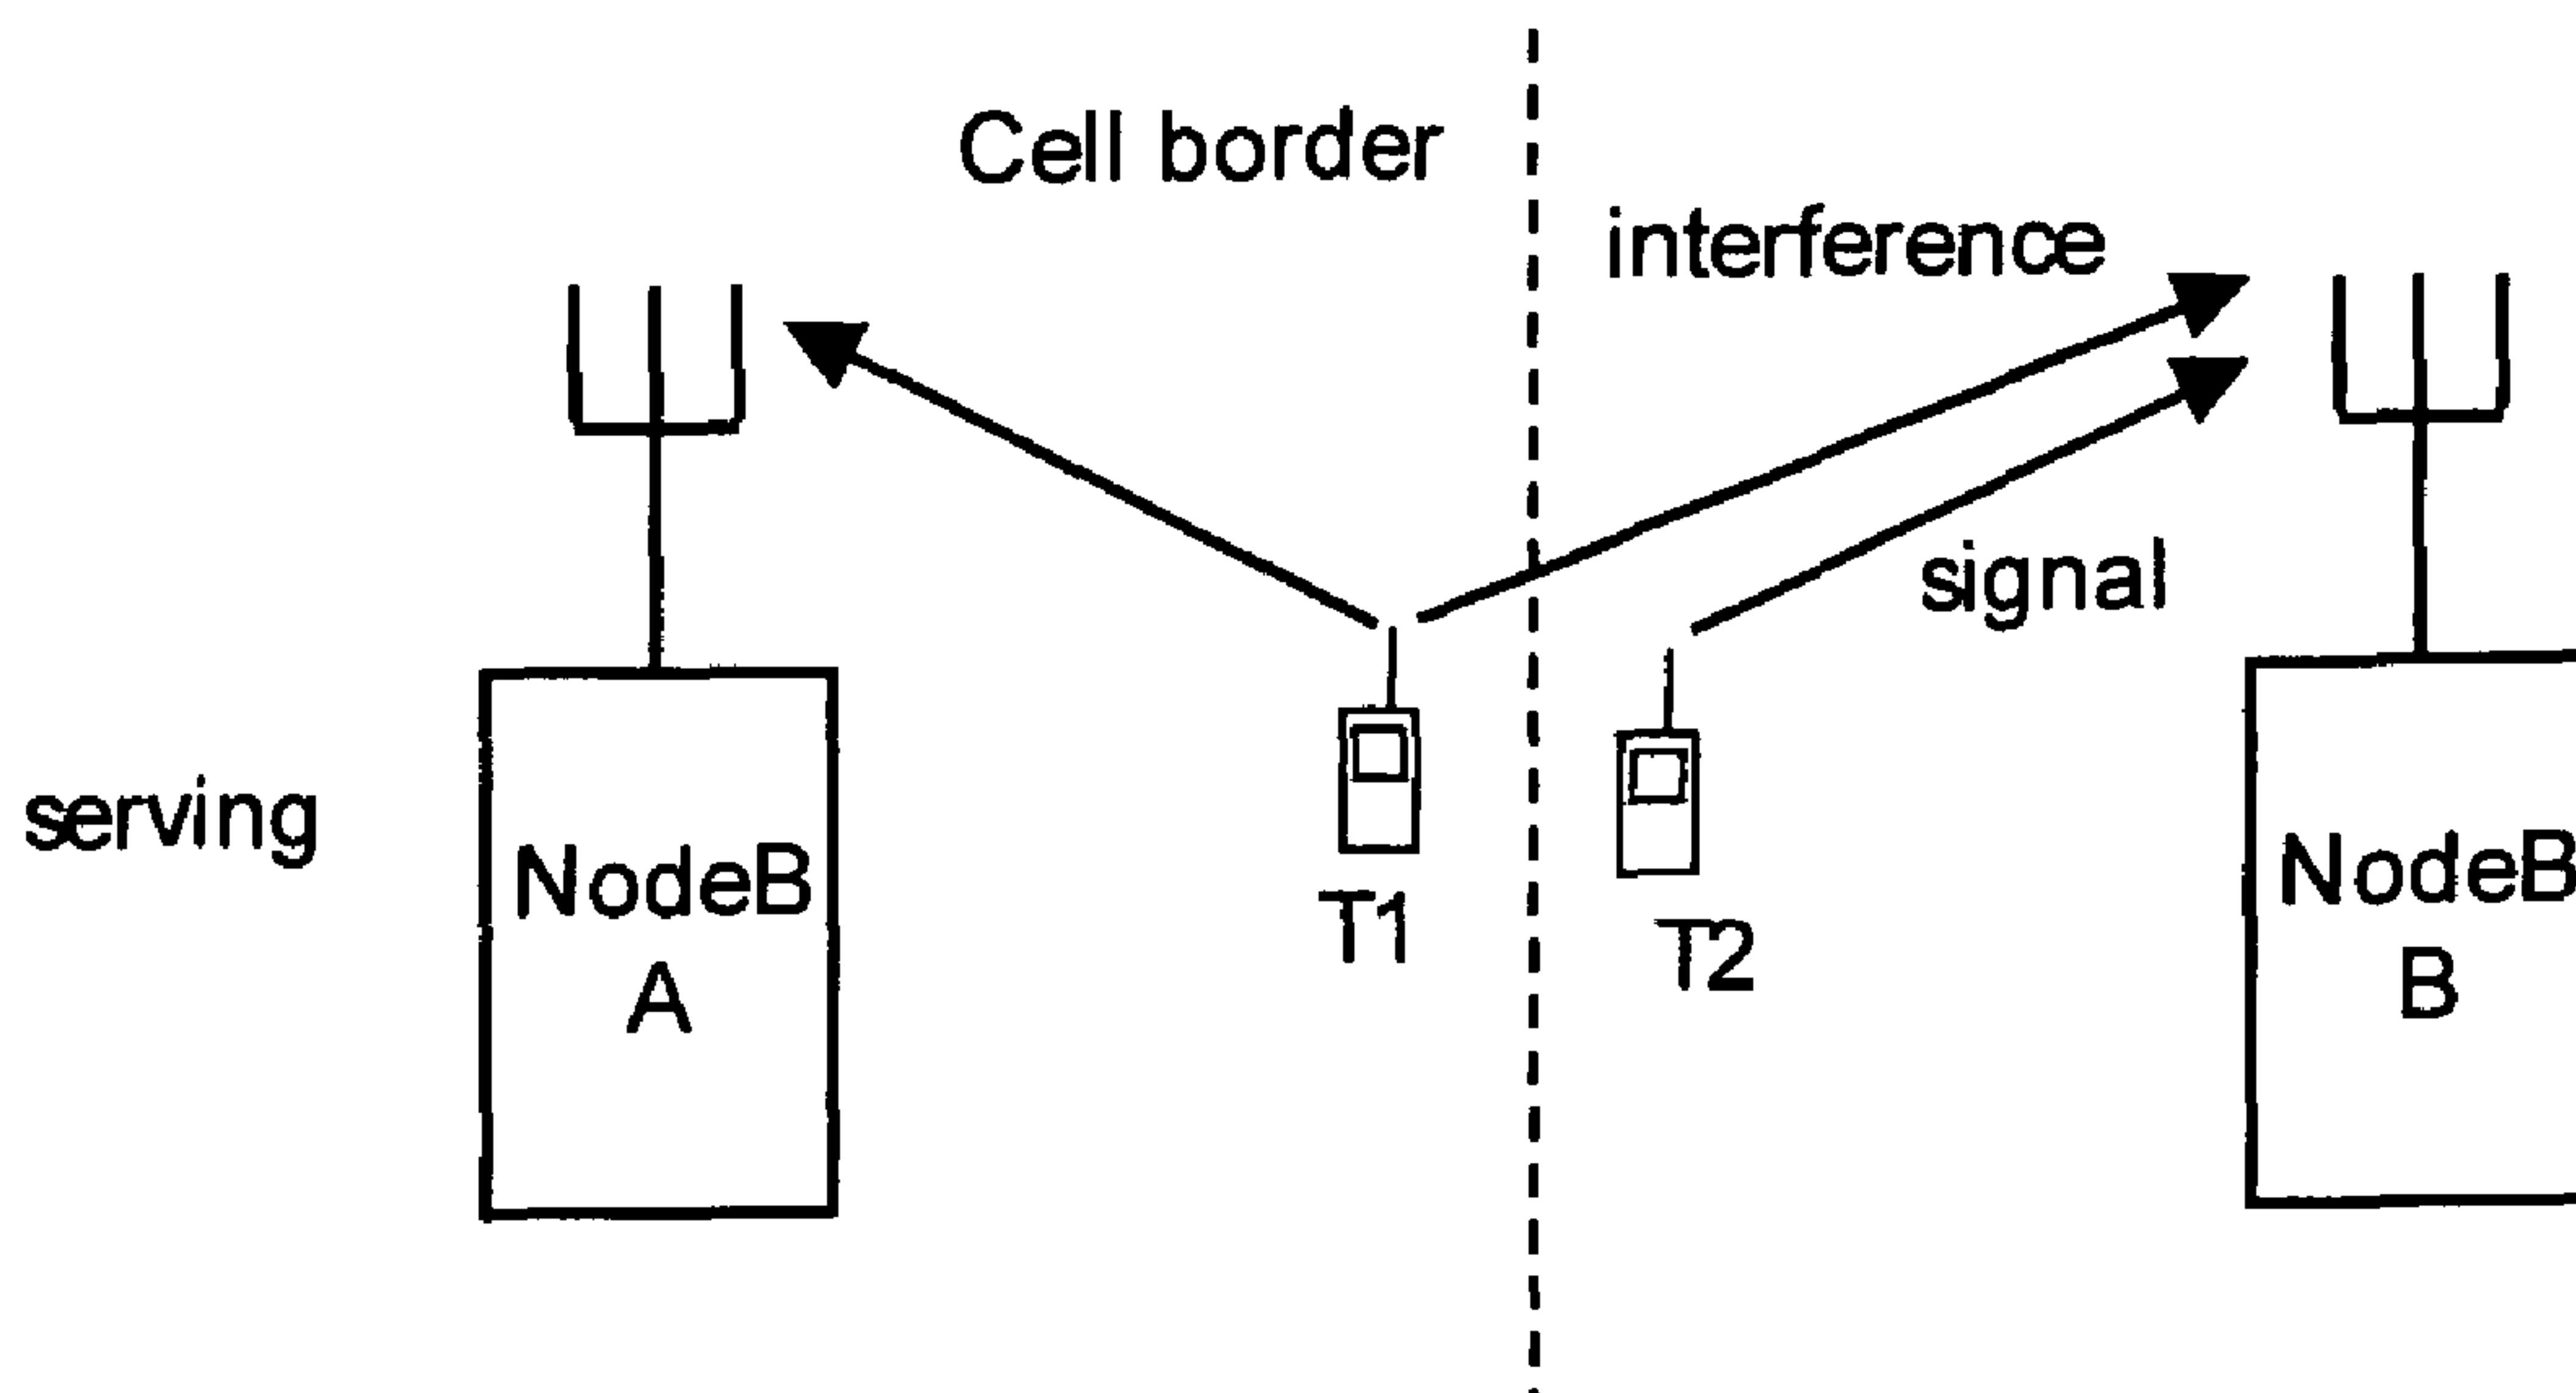 Cell border
interference
signal
serving
NodeB
A
T1
T2
NodeB
B